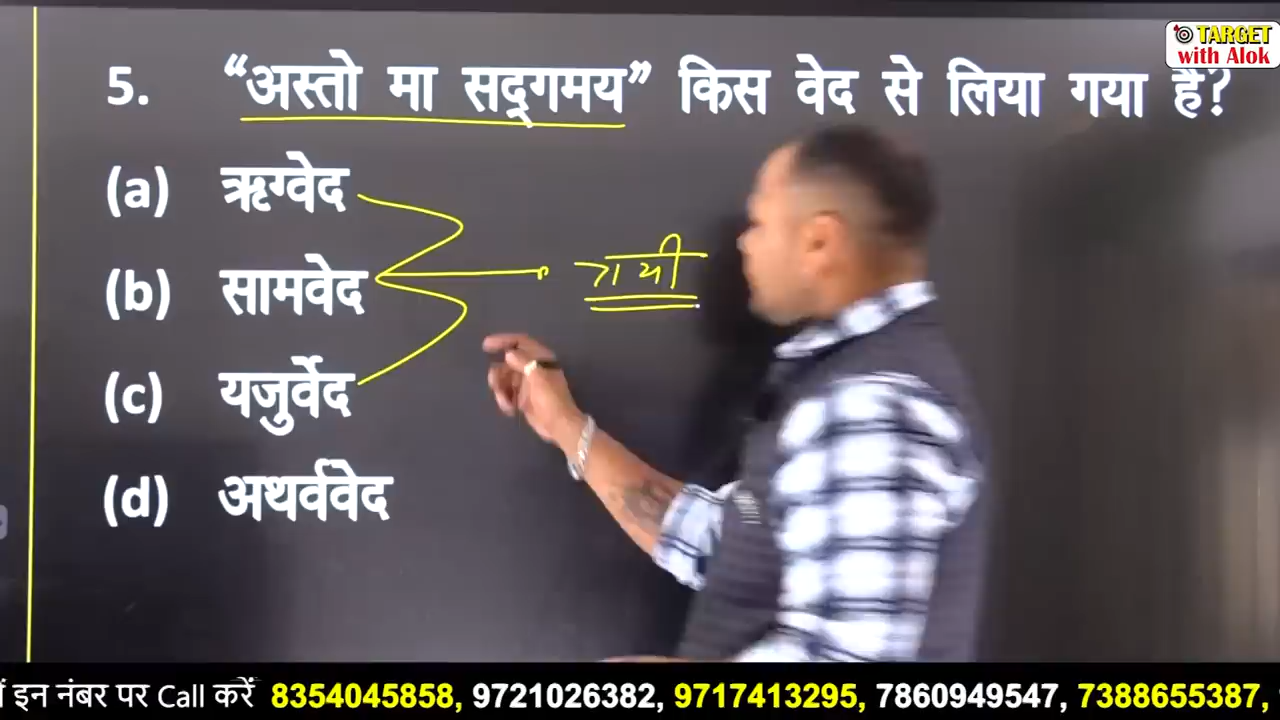 TARGET
with Alok
5. “अस्तो मा सद्गमय” किस वेद से लिया गया है?
(a) ऋग्वेद
(b) सामवेद
त्रयी
(c) यजुर्वेद
(d) अथर्ववेद
इन नंबर पर Call करें 8354045858, 9721026382, 9717413295, 7860949547, 7388655387,